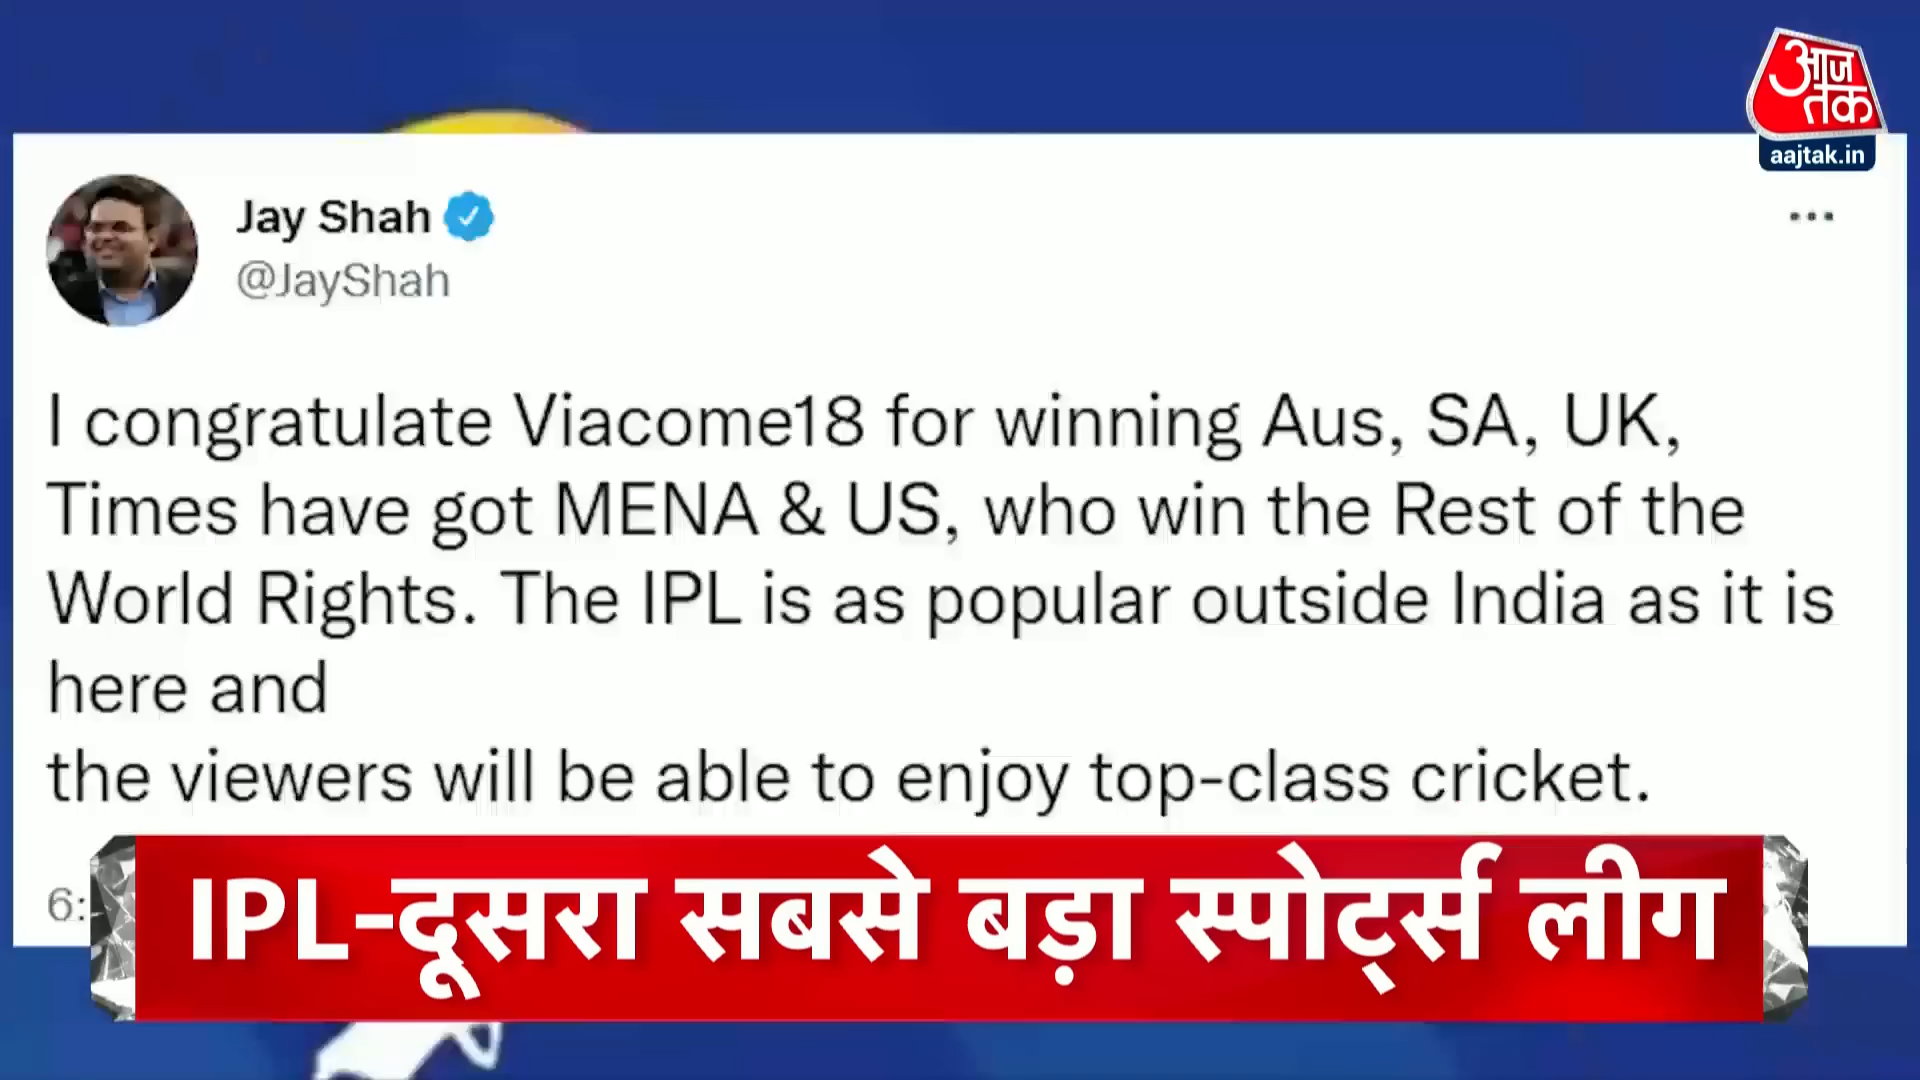 आज
तक
aajtak.in
Jay Shah
@JayShah
I congratulate Viacome18 for winning Aus, SA, UK,
Times have got MENA & US, who win the Rest of the
World Rights. The IPL is as popular outside India as it is
here and
the viewers will be able to enjoy top-class cricket.
6:
IPL-दूसरा सबसे बड़ा स्पोर्ट्स लीग